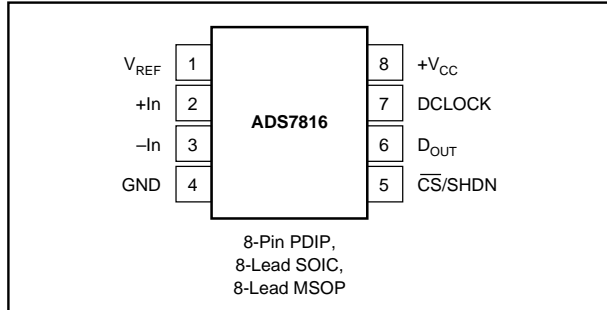 V_REF 1 8 +V_CC
+In 2 7 DCLOCK
ADS7816
–In 3 6 D_OUT
GND 4 5 C̅S̅/SHDN
8-Pin PDIP,
8-Lead SOIC,
8-Lead MSOP